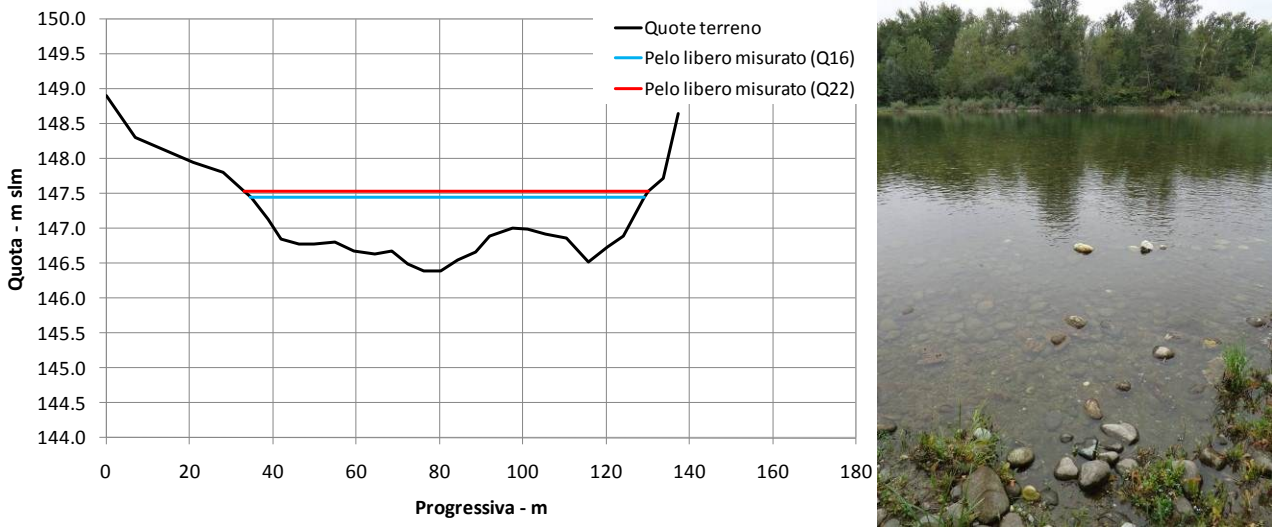 150.0
149.5
149.0
148.5
148.0
147.5
147.0
146.5
146.0
145.5
145.0
144.5
144.0
Quota - m slm
Quote terreno
Pelo libero misurato (Q16)
Pelo libero misurato (Q22)
0 20 40 60 80 100 120 140 160 180
Progressiva - m